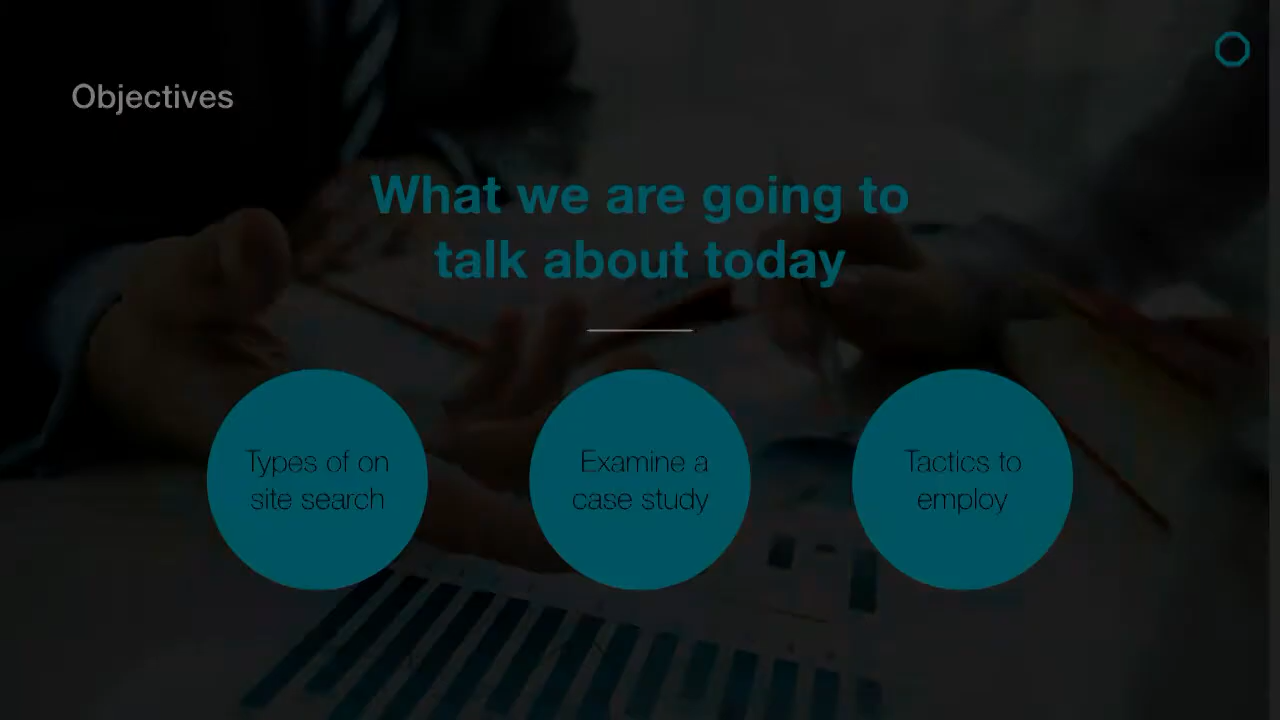 Objectives
What we are going to
talk about today
Types of on
site search
Examine a
case study
Tactics to
employ